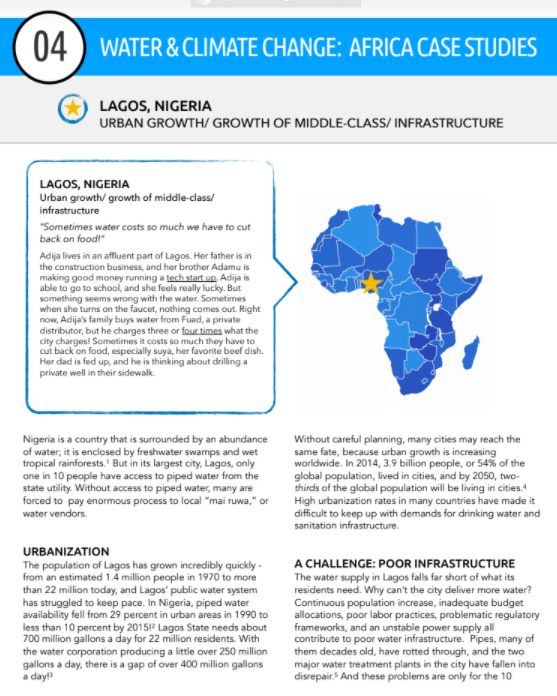 04
WATER & CLIMATE CHANGE: AFRICA CASE STUDIES
LAGOS, NIGERIA
URBAN GROWTH/ GROWTH OF MIDDLE-CLASS/ INFRASTRUCTURE
LAGOS, NIGERIA
Urban growth/ growth of middle-class/
infrastructure
"Sometimes water costs so much we have to cut
back on food!"
Adija lives in an affluent part of Lagos. Her father is in
the construction business, and her brother Adamu is
making good money running a tech start up. Adija is
able to go to school, and she feels really lucky. But
something seems wrong with the water. Sometimes
when she turns on the faucet, nothing comes out. Right
now, Adija's family buys water from Fuad, a private
distributor, but he charges three or four times what the
city charges! Sometimes it costs so much they have to
cut back on food, especially suya, her favorite beef dish.
Her dad is fed up, and he is thinking about drilling a
private well in their sidewalk.
Nigeria is a country that is surrounded by an abundance
of water; it is enclosed by freshwater swamps and wet
tropical rainforests.¹ But in its largest city, Lagos, only
one in 10 people have access to piped water from the
state utility. Without access to piped water, many are
forced to pay enormous process to local "mai ruwa," or
water vendors.
URBANIZATION
The population of Lagos has grown incredibly quickly -
from an estimated 1.4 million people in 1970 to more
than 22 million today, and Lagos' public water system
has struggled to keep pace. In Nigeria, piped water
availability fell from 29 percent in urban areas in 1990 to
less than 10 percent by 2015!² Lagos State needs about
700 million gallons a day for 22 million residents. With
the water corporation producing a little over 250 million
gallons a day, there is a gap of over 400 million gallons
a day!³
Without careful planning, many cities may reach the
same fate, because urban growth is increasing
worldwide. In 2014, 3.9 billion people, or 54% of the
global population, lived in cities, and by 2050, two-
thirds of the global population will be living in cities.⁴
High urbanization rates in many countries have made it
difficult to keep up with demands for drinking water and
sanitation infrastructure.
A CHALLENGE: POOR INFRASTRUCTURE
The water supply in Lagos falls far short of what its
residents need. Why can't the city deliver more water?
Continuous population increase, inadequate budget
allocations, poor labor practices, problematic regulatory
frameworks, and an unstable power supply all
contribute to poor water infrastructure. Pipes, many of
them decades old, have rotted through, and the two
major water treatment plants in the city have fallen into
disrepair.⁵ And these problems are only for the 10